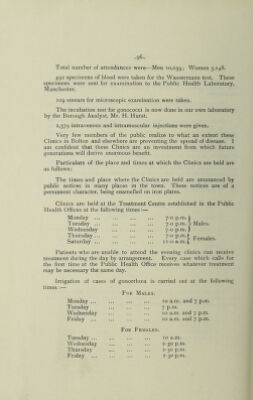 -96-
Total number of attendances were—Men 10,099; Women 5,048.
992 specimens of blood were taken for the Wassermann test. These
specimens were sent for examination to the Public Health Laboratory,
Manchester.
109 smears for microscopic examination were taken.
The incubation test for gonococci is now done in our own laboratory
by the Borough Analyst, Mr. H. Hurst.
2,575 intravenous and intramuscular injections were given.
Very few members of the public realize to what an extent these
Clinics in Bolton and elsewhere are preventing the spread of disease. I
am confident that these Clinics are an investment from which future
generations will derive enormous benefit.
Particulars of the place and times at which the Clinics are held are
as follows:
The times and place where the Clinics are held are announced by
public notices in many places in the town. These notices are of a
permanent character, being enamelled on iron plates.
Clinics are held at the Treatment Centre established in the Public
Health Offices at the following times :—
Monday ... ... ... 7-0 p.m.
Tuesday ... ... ... 7-0 p.m. Males.
Wednesday ... ... 7-0 p.m.
Thursday ... ... ... 7-0 p.m. Females.
Saturday ... ... ... 11-0 a.m.
Patients who are unable to attend the evening clinics can receive
treatment during the day by arrangement. Every case which calls for
the first time at the Public Health Office receives whatever treatment
may be necessary the same day.
Irrigation of cases of gonorrhœa is carried out at the following
times :—
FOR MALES.
Monday ... ... ... 10 a.m. and 7 p.m.
Tuesday ... ... ... 7 p.m.
Wednesday ... ... 10 a.m. and 7 p.m.
Friday ... ... ... 10 a.m. and 7 p.m.
FOR FEMALES.
Tuesday ... ... ... 10 a.m.
Wednesday ... ... 2-30 p.m.
Thursday ... ... 2-30 p.m.
Friday ... ... ... 2-30 p.m.